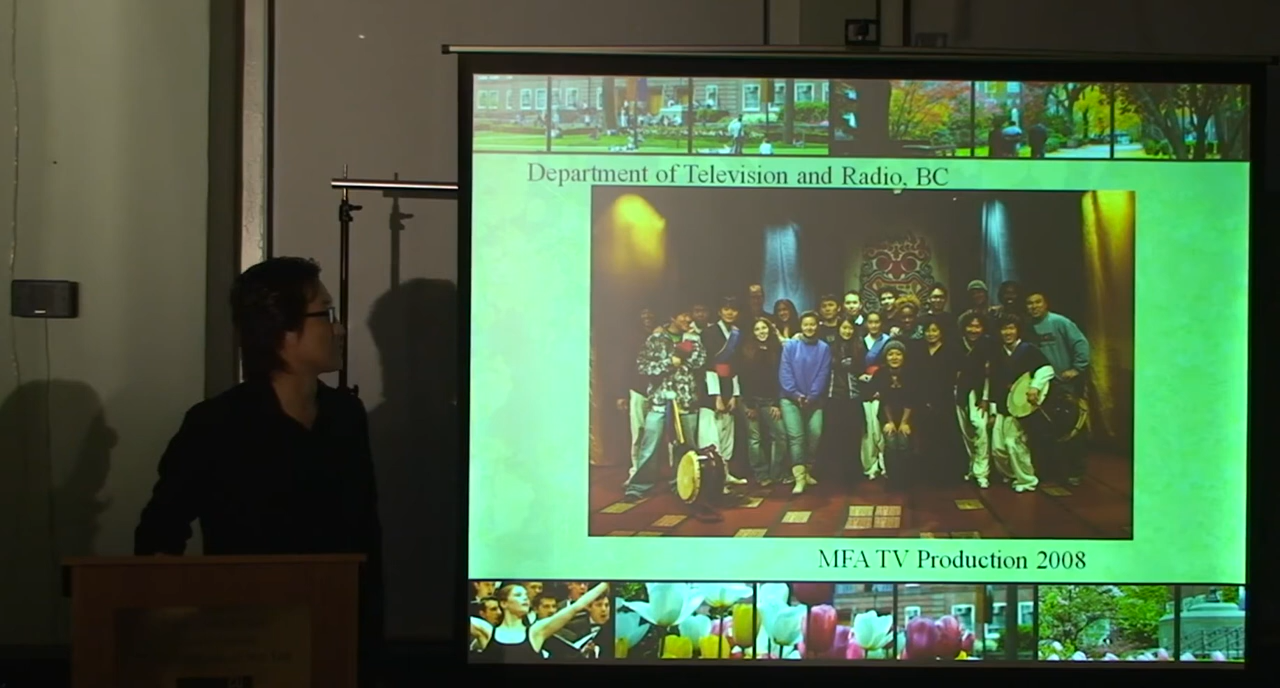 Department of Television and Radio, BC
MFA TV Production 2008